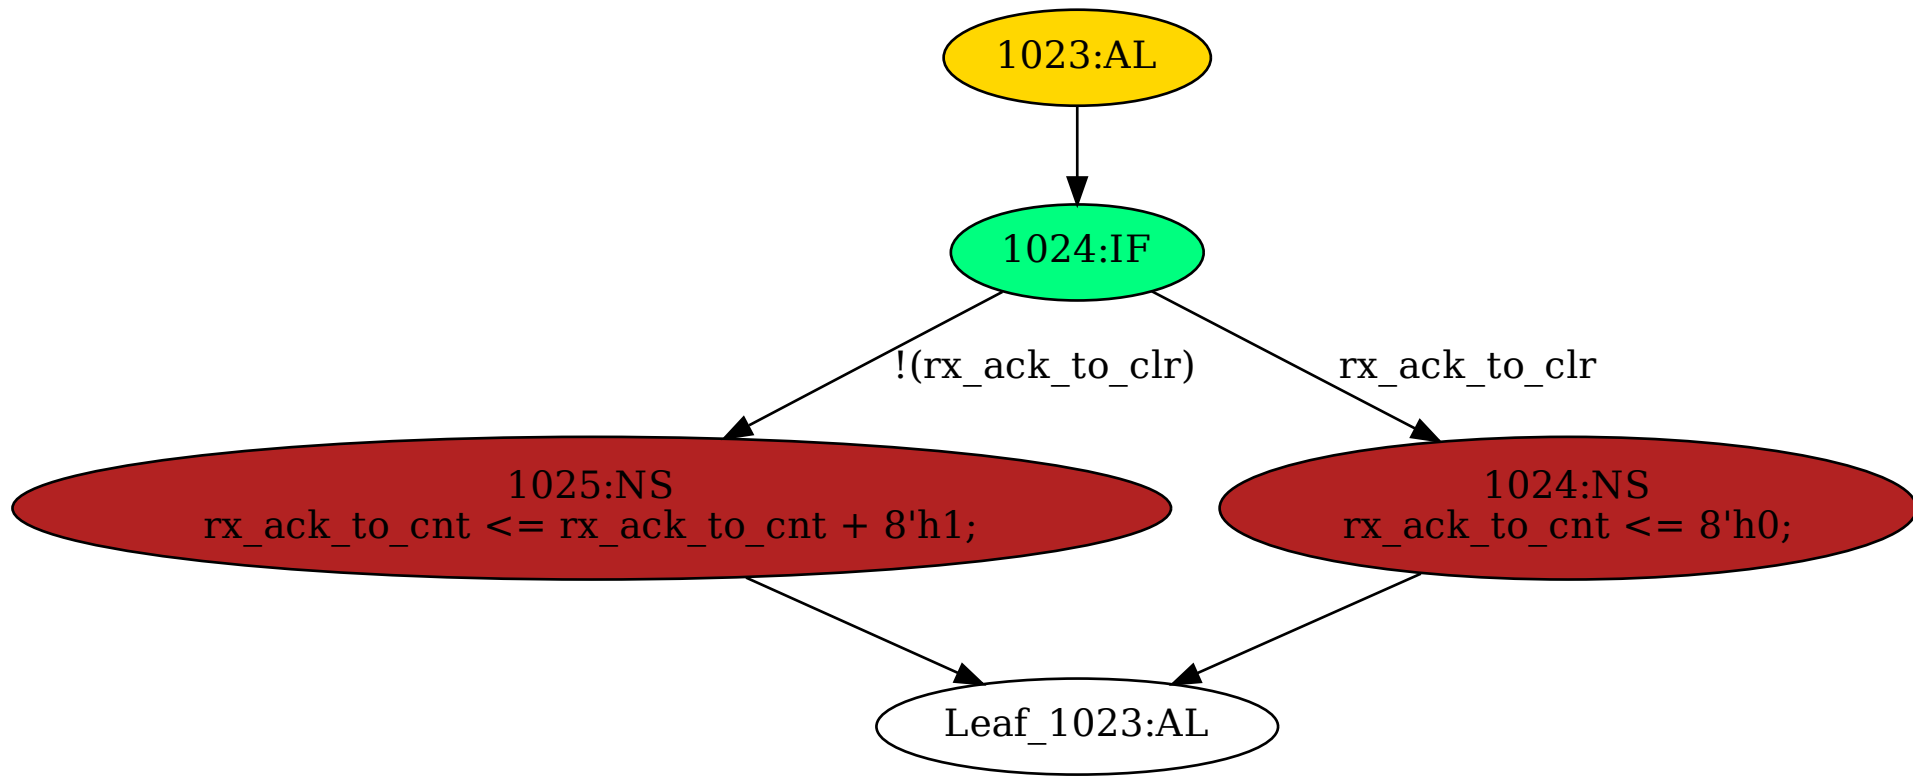 1023:AL
1024:IF
!(rx_ack_to_clr)
rx_ack_to_clr
1025:NS
rx_ack_to_cnt <= rx_ack_to_cnt + 8'h1;
1024:NS
rx_ack_to_cnt <= 8'h0;
Leaf_1023:AL